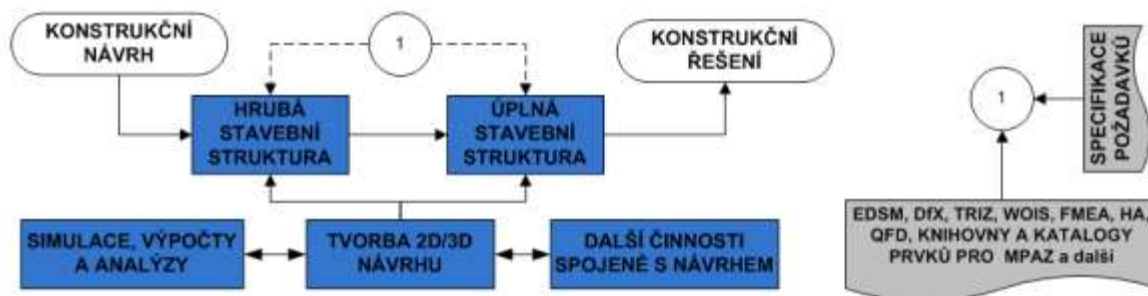 KONSTRUKČNÍ
NÁVRH
1
KONSTRUKČNÍ
ŘEŠENÍ
HRUBÁ
STAVEBNÍ
STRUKTURA
ÚPLNÁ
STAVEBNÍ
STRUKTURA
SIMULACE, VÝPOČTY
A ANALÝZY
TVORBA 2D/3D
NÁVRHU
DALŠÍ ČINNOSTI
SPOJENÉ S NÁVRHEM
1
SPECIFIKACE
POŽADAVKŮ
EDSM, DfX, TRIZ, WOIS, FMEA, HA,
QFD, KNIHOVNY A KATALOGY
PRVKŮ PRO MPAZ a další